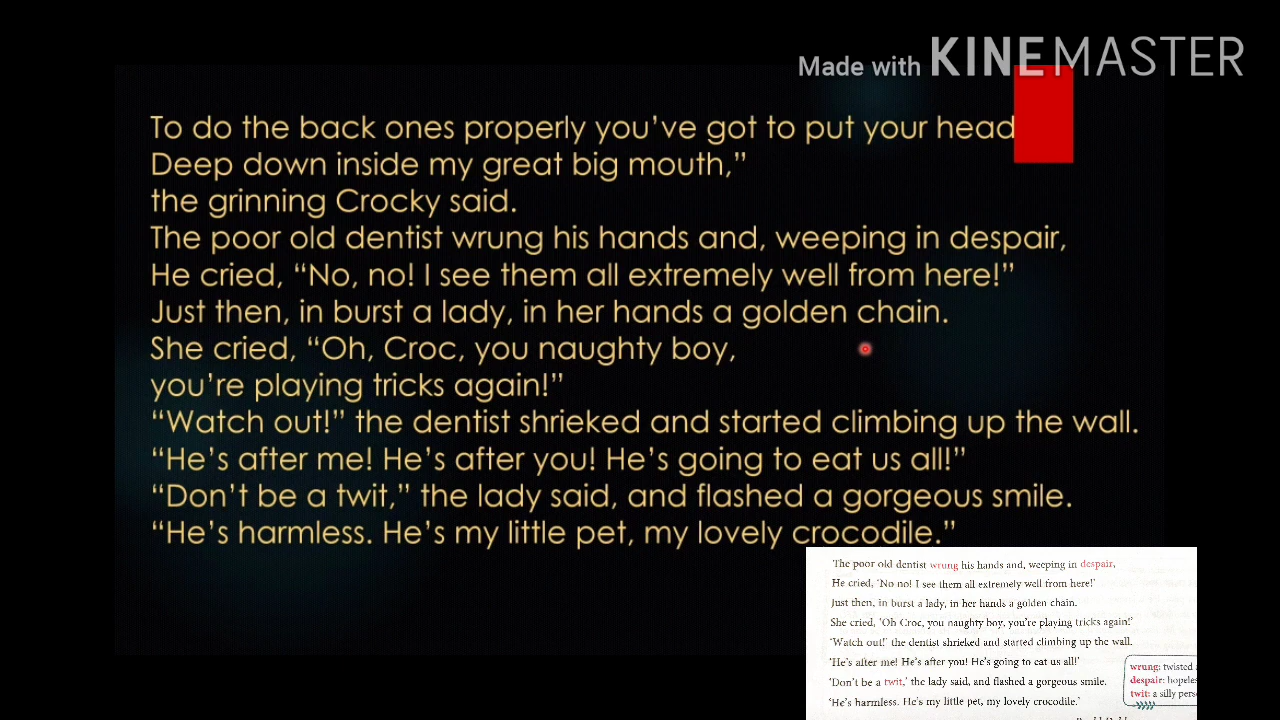 Made with KINEMASTER
To do the back ones properly you've got to put your head
Deep down inside my great big mouth,”
the grinning Crocky said.
The poor old dentist wrung his hands and, weeping in despair,
He cried, “No, no! I see them all extremely well from here!”
Just then, in burst a lady, in her hands a golden chain.
She cried, “Oh, Croc, you naughty boy,
you're playing tricks again!”
“Watch out!” the dentist shrieked and started climbing up the wall.
“He's after me! He's after you! He's going to eat us all!”
“Don't be a twit,” the lady said, and flashed a gorgeous smile.
“He's harmless. He's my little pet, my lovely crocodile.”
The poor old dentist wrung his hands and, weeping in despair,
He cried, 'No no! I see them all extremely well from here!'
Just then, in burst a lady, in her hands a golden chain.
She cried, 'Oh Croc, you naughty boy, you're playing tricks again!'
'Watch out!' the dentist shrieked and started climbing up the wall.
'He's after me! He's after you! He's going to eat us all!'
'Don't be a twit,' the lady said, and flashed a gorgeous smile.
'He's harmless. He's my little pet, my lovely crocodile.'
wrung: twisted
despair:
twit: a silly